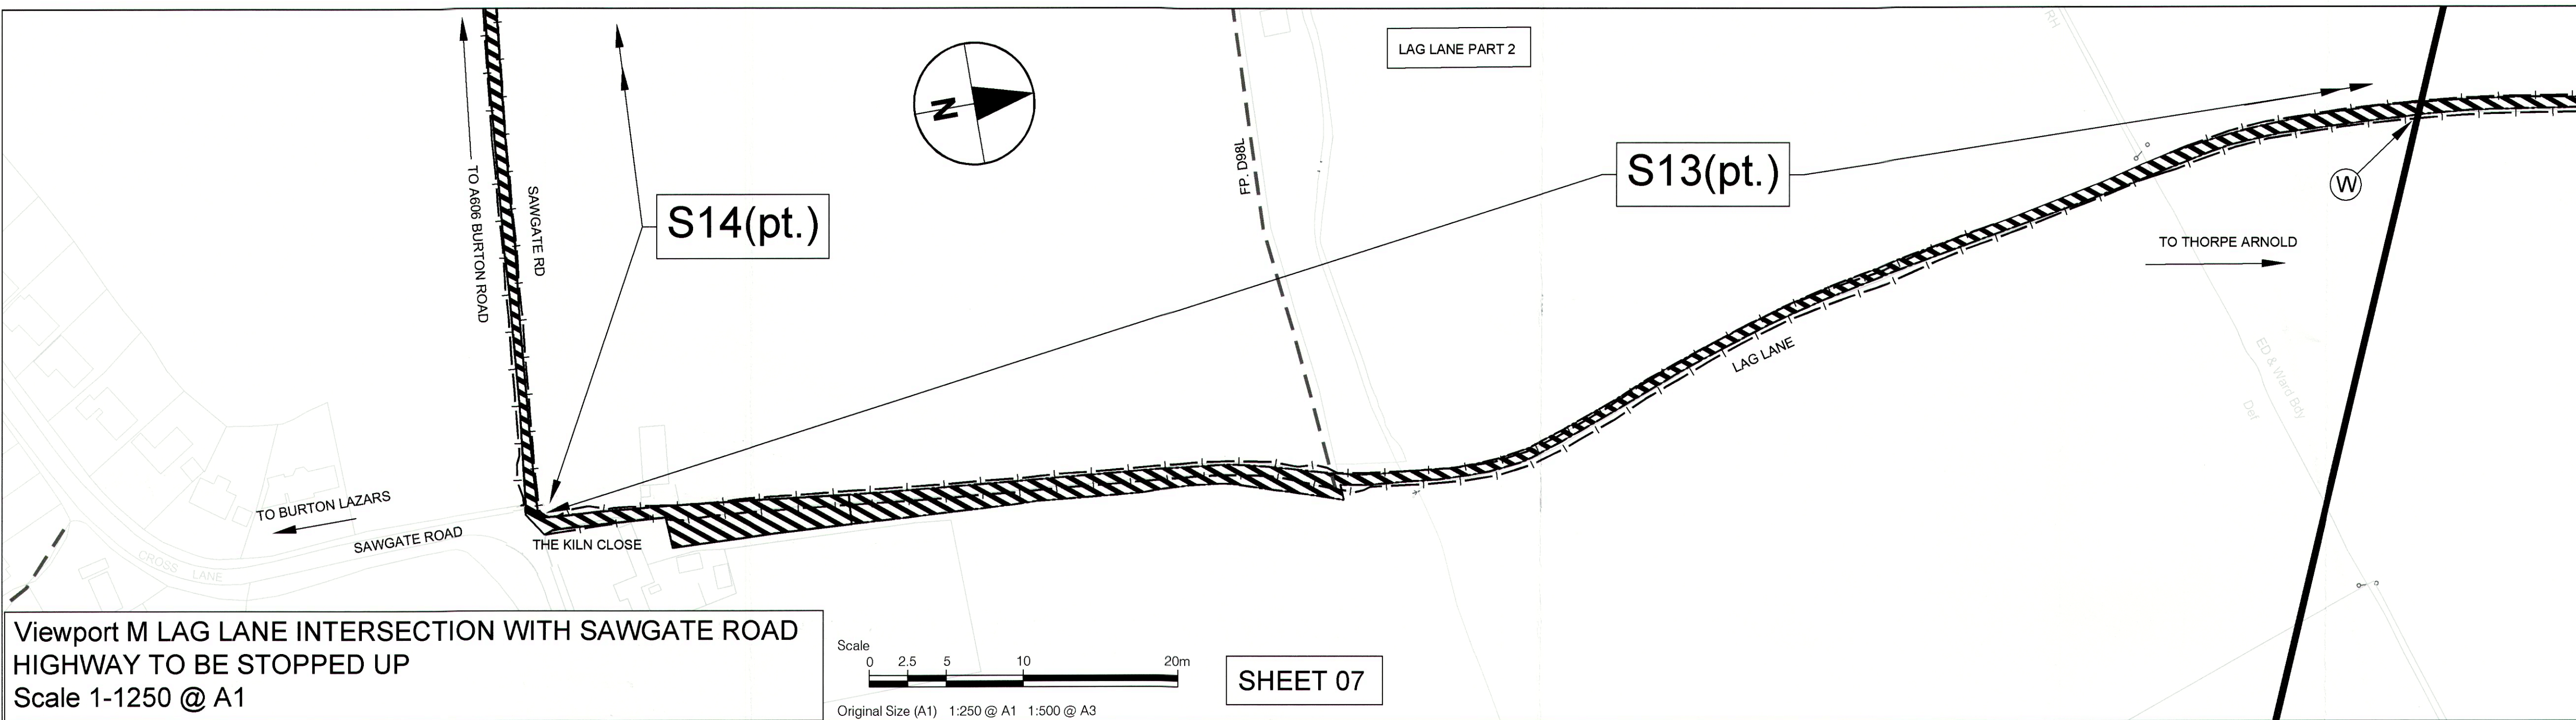 LAG LANE PART 2
RH
N
TO A606 BURTON ROAD
SAWGATE RD
S14(pt.)
FP. D98L
S13(pt.)
W
TO THORPE ARNOLD
LAG LANE
ED & Ward Bdy
Def
TO BURTON LAZARS
SAWGATE ROAD
THE KILN CLOSE
CROSS LANE
Viewport M LAG LANE INTERSECTION WITH SAWGATE ROAD
HIGHWAY TO BE STOPPED UP
Scale 1-1250 @ A1
Scale
0 2.5 5 10 20m
Original Size (A1) 1:250 @ A1 1:500 @ A3
SHEET 07